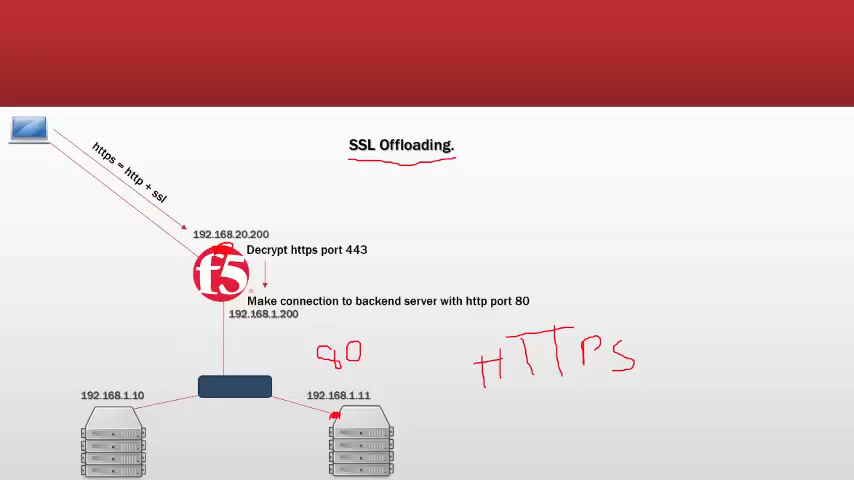 SSL Offloading.
https = http + ssl
192.168.20.200
Decrypt https port 443
f5
Make connection to backend server with http port 80
192.168.1.200
80
HTTPS
192.168.1.10
192.168.1.11